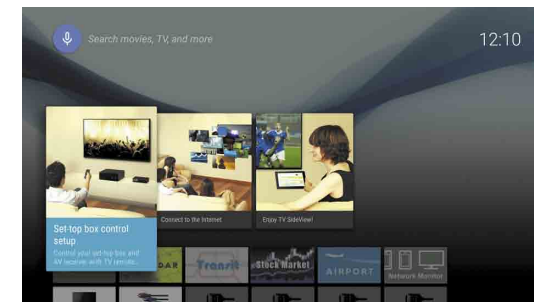 Search movies, TV, and more
12:10
Set-top box control
setup
Control your set-top box and
AV receiver with TV remote...
Connect to the Internet
Enjoy TV SideView!
DAR
Transit
Stock Market
AIRPORT
Network Monitor